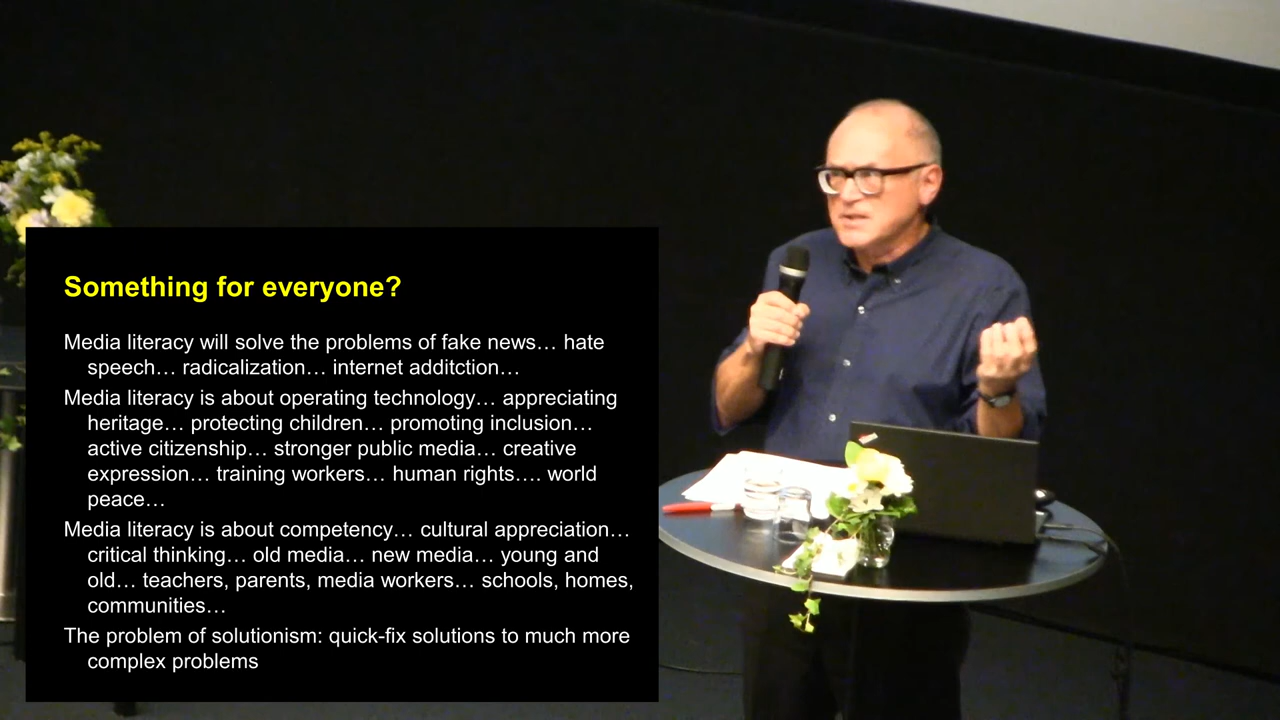 Something for everyone?
Media literacy will solve the problems of fake news… hate
speech… radicalization… internet additction…
Media literacy is about operating technology… appreciating
heritage… protecting children… promoting inclusion…
active citizenship… stronger public media… creative
expression… training workers… human rights…. world
peace…
Media literacy is about competency… cultural appreciation…
critical thinking… old media… new media… young and
old… teachers, parents, media workers… schools, homes,
communities…
The problem of solutionism: quick-fix solutions to much more
complex problems